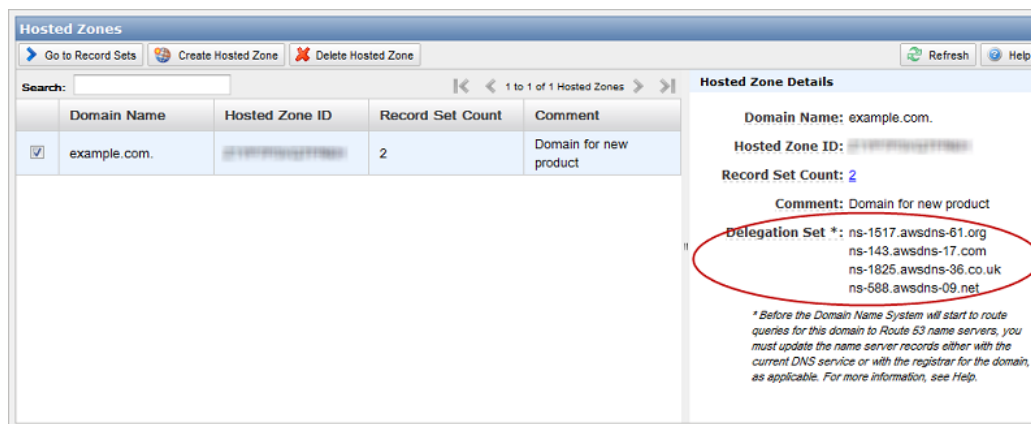 Hosted Zones
Go to Record Sets Create Hosted Zone Delete Hosted Zone Refresh Help
Search: 1 to 1 of 1 Hosted Zones
Domain Name Hosted Zone ID Record Set Count Comment
example.com. 2 Domain for new product
Hosted Zone Details
Domain Name: example.com.
Hosted Zone ID:
Record Set Count: 2
Comment: Domain for new product
Delegation Set *: ns-1517.awsdns-61.org
ns-143.awsdns-17.com
ns-1825.awsdns-36.co.uk
ns-588.awsdns-09.net
* Before the Domain Name System will start to route
queries for this domain to Route 53 name servers, you
must update the name server records either with the
current DNS service or with the registrar for the domain,
as applicable. For more information, see Help.